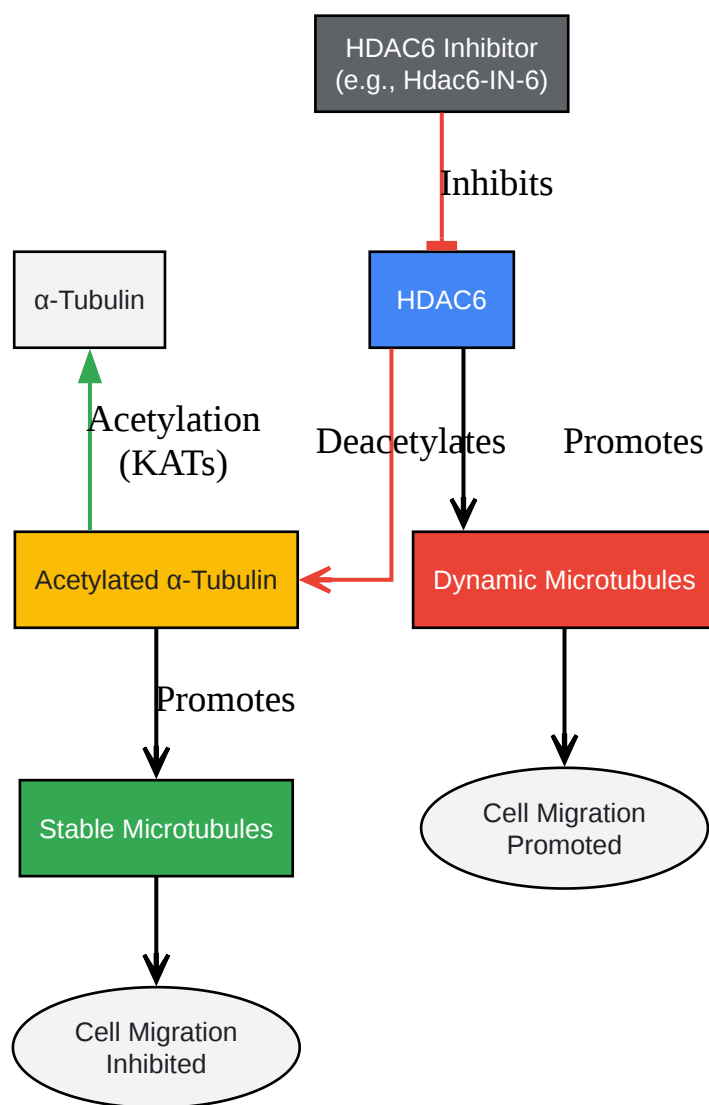 HDAC6 Inhibitor
(e.g., Hdac6-IN-6)
Inhibits
α-Tubulin
HDAC6
Acetylation
(KATs)
Deacetylates
Promotes
Acetylated α-Tubulin
Dynamic Microtubules
Promotes
Stable Microtubules
Cell Migration
Promoted
Cell Migration
Inhibited